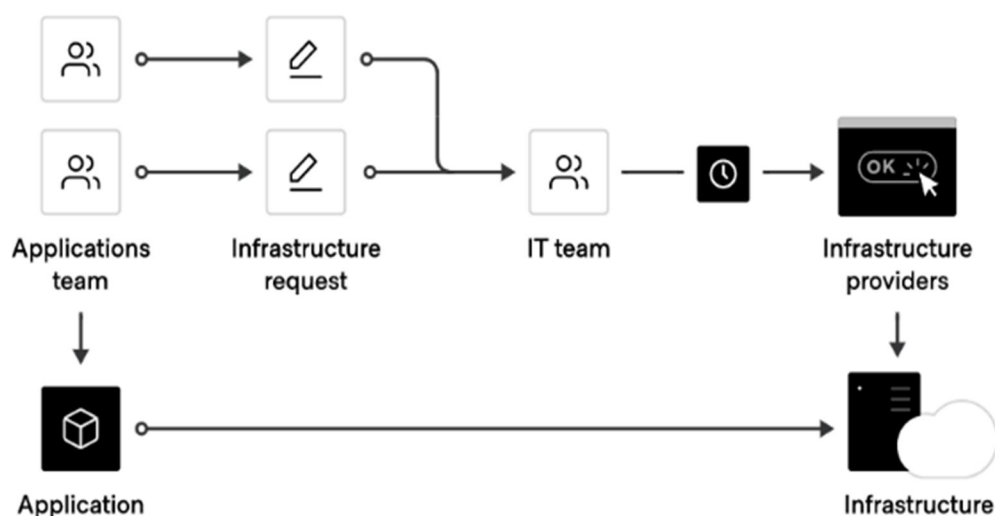 OK
Applications
team
Infrastructure
request
IT team
Infrastructure
providers
Application
Infrastructure